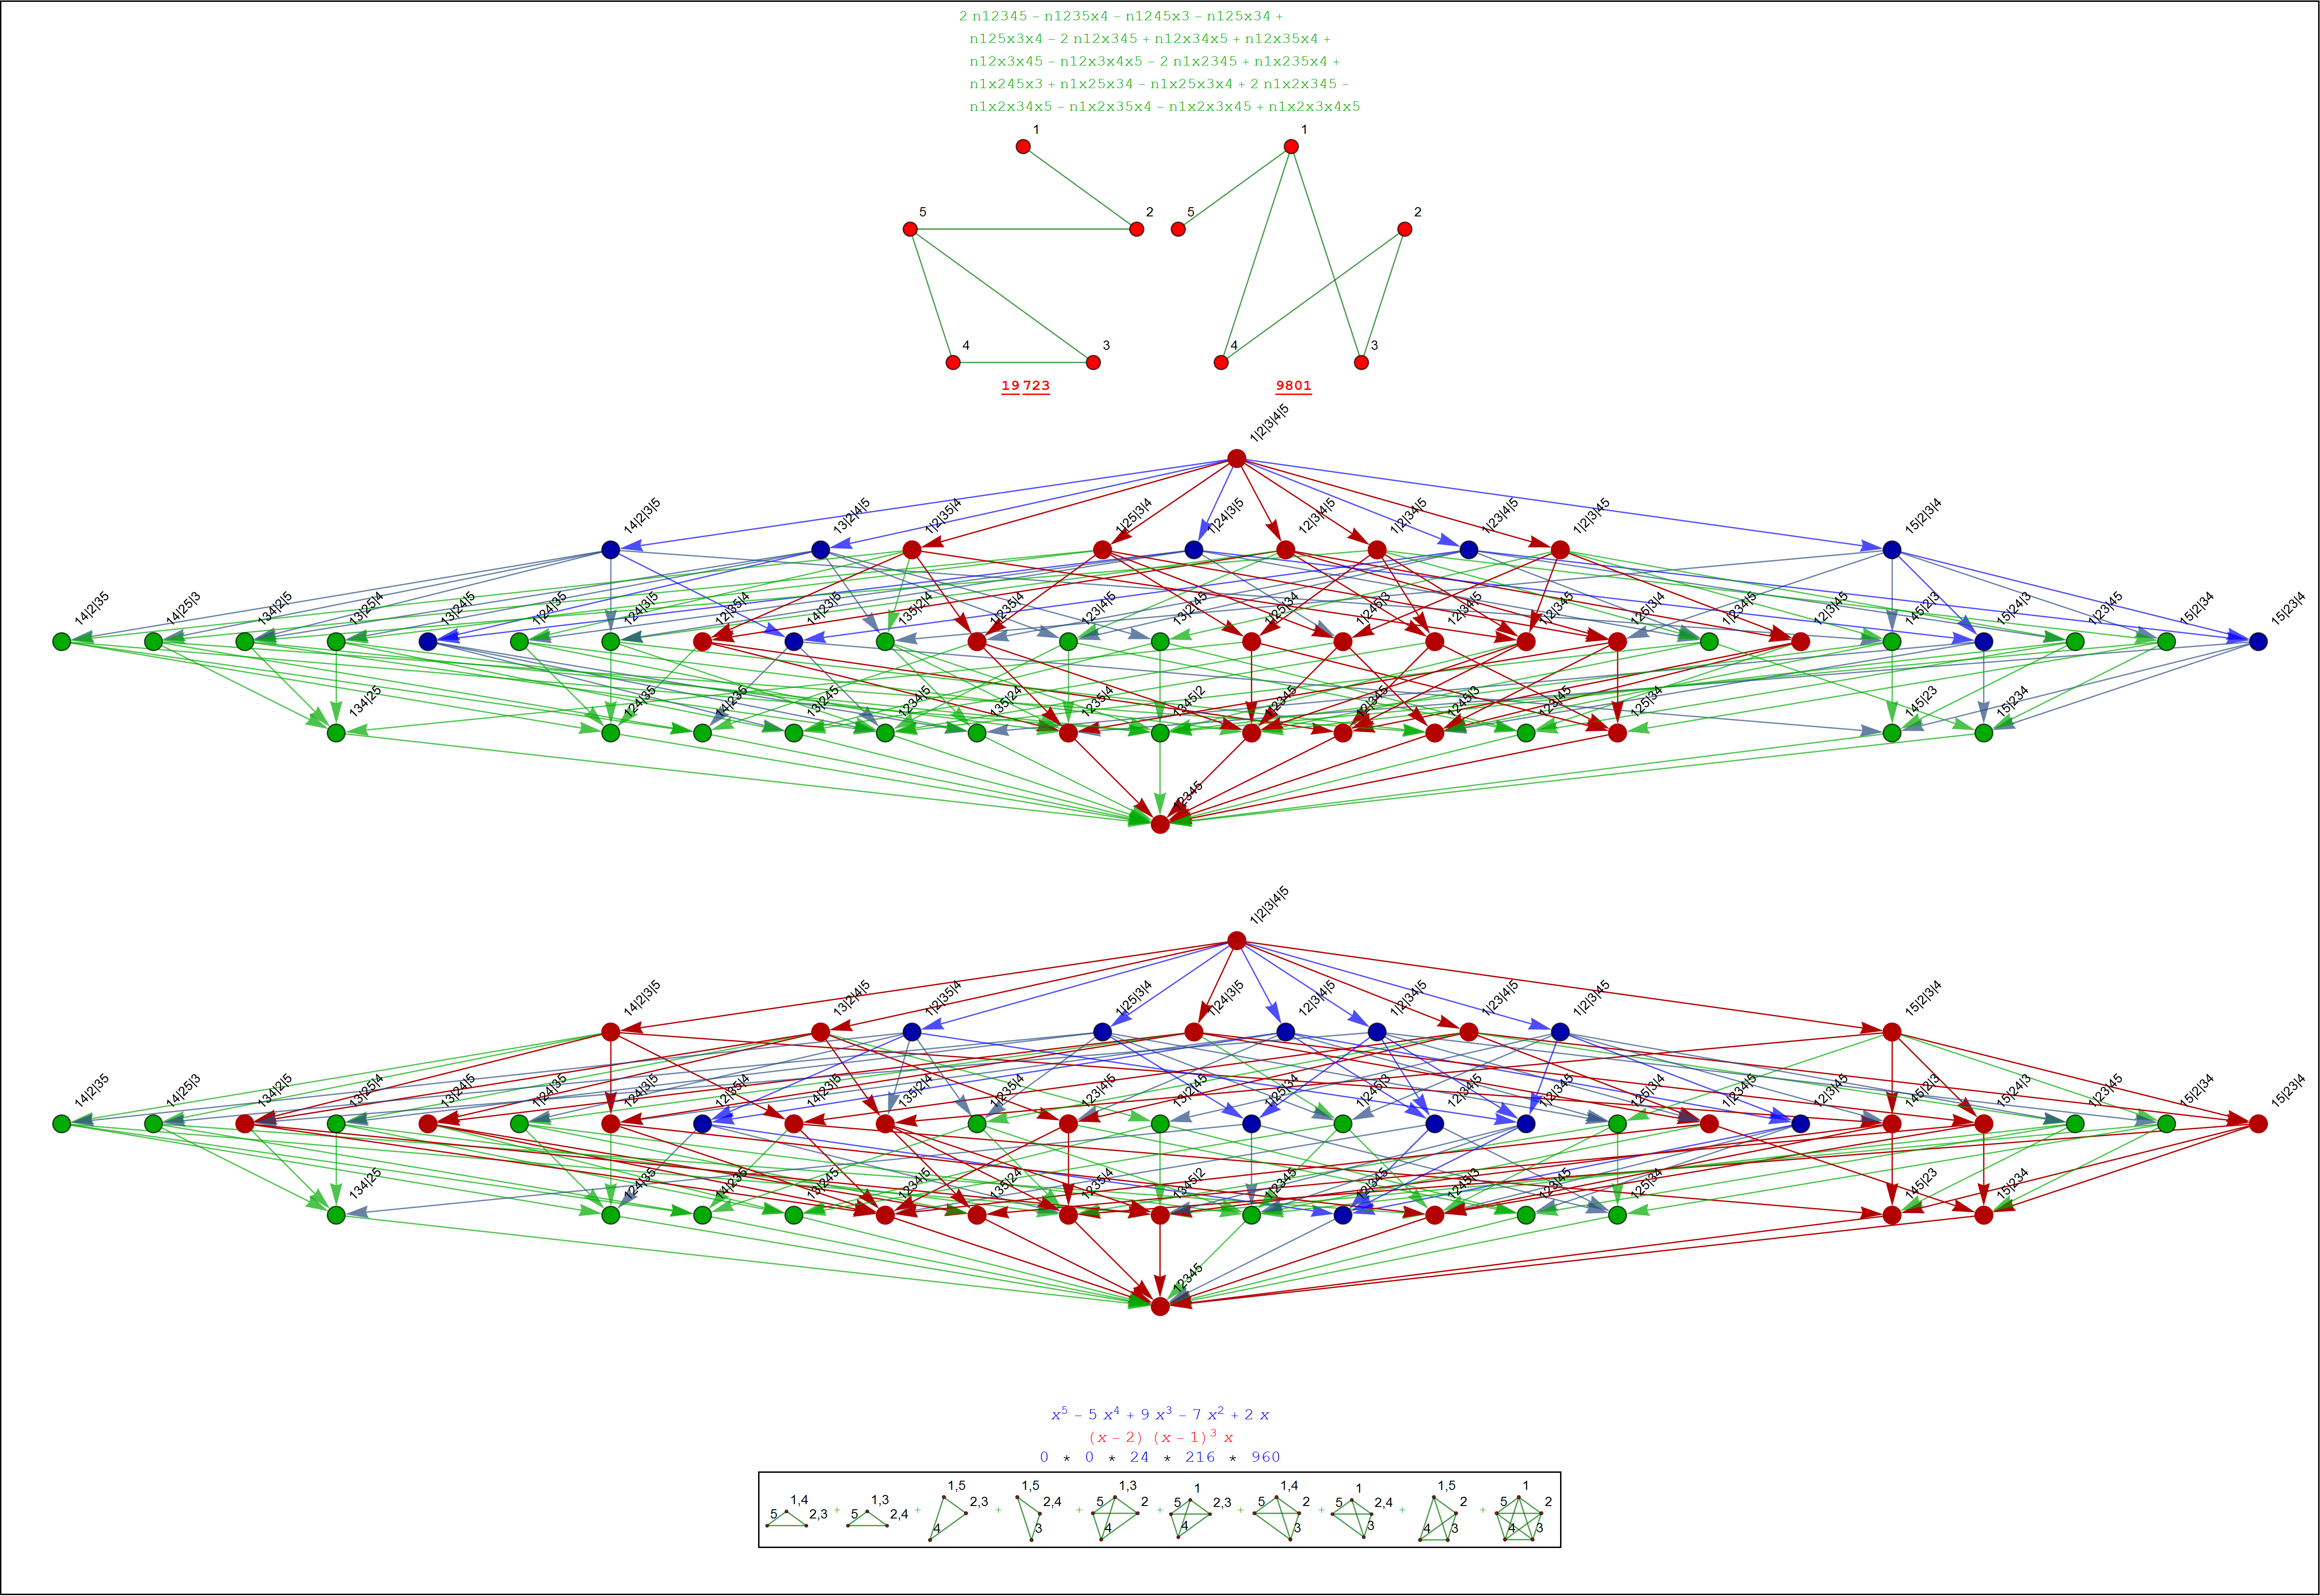 2 n12345 – n1235x4 – n1245x3 – n125x34 +
n125x3x4 – 2 n12x345 + n12x34x5 + n12x35x4 +
n12x3x45 – n12x3x4x5 – 2 n1x2345 + n1x235x4 +
n1x245x3 + n1x25x34 – n1x25x3x4 + 2 n1x2x345 –
n1x2x34x5 – n1x2x35x4 – n1x2x3x45 + n1x2x3x4x5
1
5 2
4 3
19 723
1
5 2
4 3
9801
1|2|3|4|5
14|2|3|5 13|2|4|5 1|2|35|4 1|25|3|4 1|24|3|5 12|3|4|5 1|2|34|5 1|23|4|5 1|2|3|45 15|2|3|4
14|2|35 14|25|3 134|2|5 13|25|4 13|24|5 1|24|35 124|3|5 12|35|4 14|23|5 135|2|4 1|235|4 123|4|5 13|2|45 1|25|34 1|245|3 12|34|5 1|2|345 125|3|4 1|234|5 12|3|45 145|2|3 15|24|3 1|23|45 15|2|34 15|23|4
134|25 124|35 14|235 13|245 1234|5 135|24 1235|4 1345|2 1|2345 12|345 1245|3 123|45 125|34 145|23 15|234
12345
1|2|3|4|5
14|2|3|5 13|2|4|5 1|2|35|4 1|25|3|4 1|24|3|5 12|3|4|5 1|2|34|5 1|23|4|5 1|2|3|45 15|2|3|4
14|2|35 14|25|3 134|2|5 13|25|4 13|24|5 1|24|35 124|3|5 12|35|4 14|23|5 135|2|4 1|235|4 123|4|5 13|2|45 1|25|34 1|245|3 12|34|5 1|2|345 125|3|4 1|234|5 12|3|45 145|2|3 15|24|3 1|23|45 15|2|34 15|23|4
134|25 124|35 14|235 13|245 1234|5 135|24 1235|4 1345|2 1|2345 12|345 1245|3 123|45 125|34 145|23 15|234
12345
x⁵ – 5 x⁴ + 9 x³ – 7 x² + 2 x
(x – 2) (x – 1)³ x
0 * 0 * 24 * 216 * 960
5 1,4 2,3 + 5 1,3 2,4 + 1,5 2,3 4 + 1,5 2,4 3 + 1,3 5 2 4 + 1 5 2,3 4 + 1,4 5 2 3 + 1 5 2,4 3 + 1,5 2 4 3 + 1 5 2 4 3